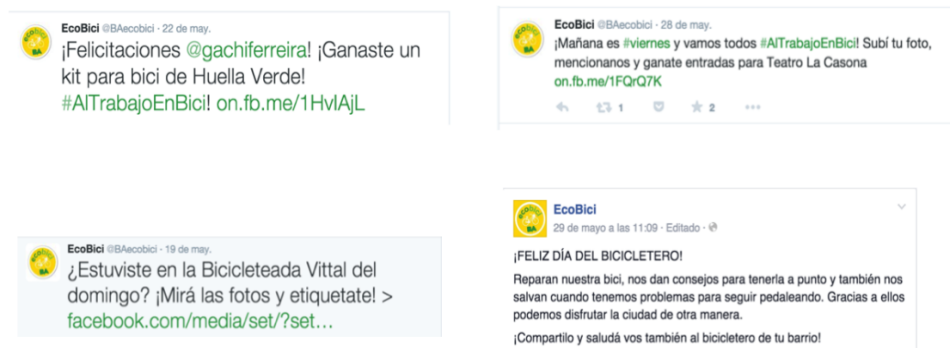 EcoBici @BAecobici · 22 de may.
¡Felicitaciones @gachiferreira! ¡Ganaste un
kit para bici de Huella Verde!
#AlTrabajoEnBici! on.fb.me/1HvlAjL
EcoBici @BAecobici · 28 de may.
¡Mañana es #viernes y vamos todos #AlTrabajoEnBici! Subí tu foto,
mencionanos y ganate entradas para Teatro La Casona
on.fb.me/1FQrQ7K
1 2
EcoBici @BAecobici · 19 de may.
¿Estuviste en la Bicicleteada Vittal del
domingo? ¡Mirá las fotos y etiquetate! >
facebook.com/media/set/?set...
EcoBici
29 de mayo a las 11:09 · Editado ·
¡FELIZ DÍA DEL BICICLETERO!
Reparan nuestra bici, nos dan consejos para tenerla a punto y también nos
salvan cuando tenemos problemas para seguir pedaleando. Gracias a ellos
podemos disfrutar la ciudad de otra manera.
¡Compartilo y saludá vos también al bicicletero de tu barrio!